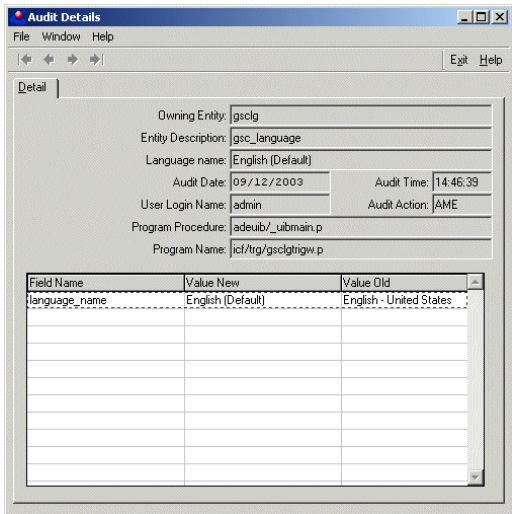 Audit Details
File Window Help
Exit Help
Detail
Owning Entity: gsclg
Entity Description: gsc_language
Language name: English (Default)
Audit Date: 09/12/2003 Audit Time: 14:46:39
User Login Name: admin Audit Action: AME
Program Procedure: adeuib/_uibmain.p
Program Name: icf/trg/gsclgtrigw.p
Field Name Value New Value Old
language_name English (Default) English - United States